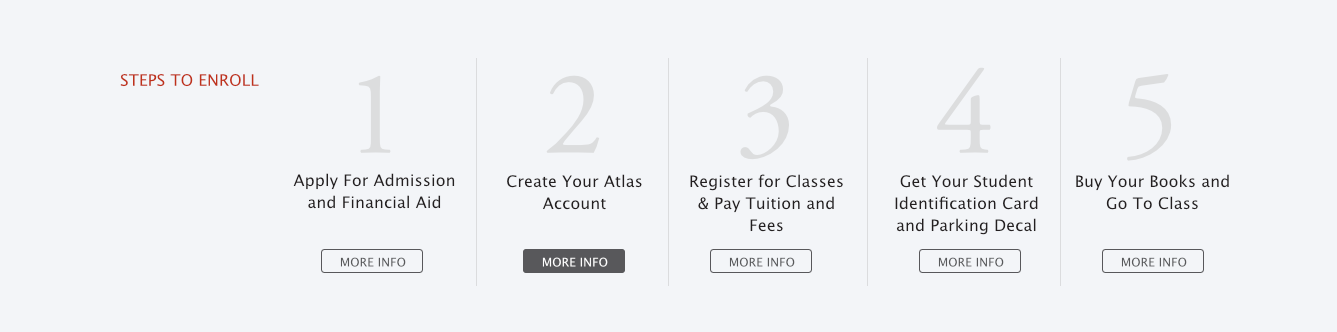 STEPS TO ENROLL
1
Apply For Admission
and Financial Aid
MORE INFO
2
Create Your Atlas
Account
MORE INFO
3
Register for Classes
& Pay Tuition and
Fees
MORE INFO
4
Get Your Student
Identification Card
and Parking Decal
MORE INFO
5
Buy Your Books and
Go To Class
MORE INFO